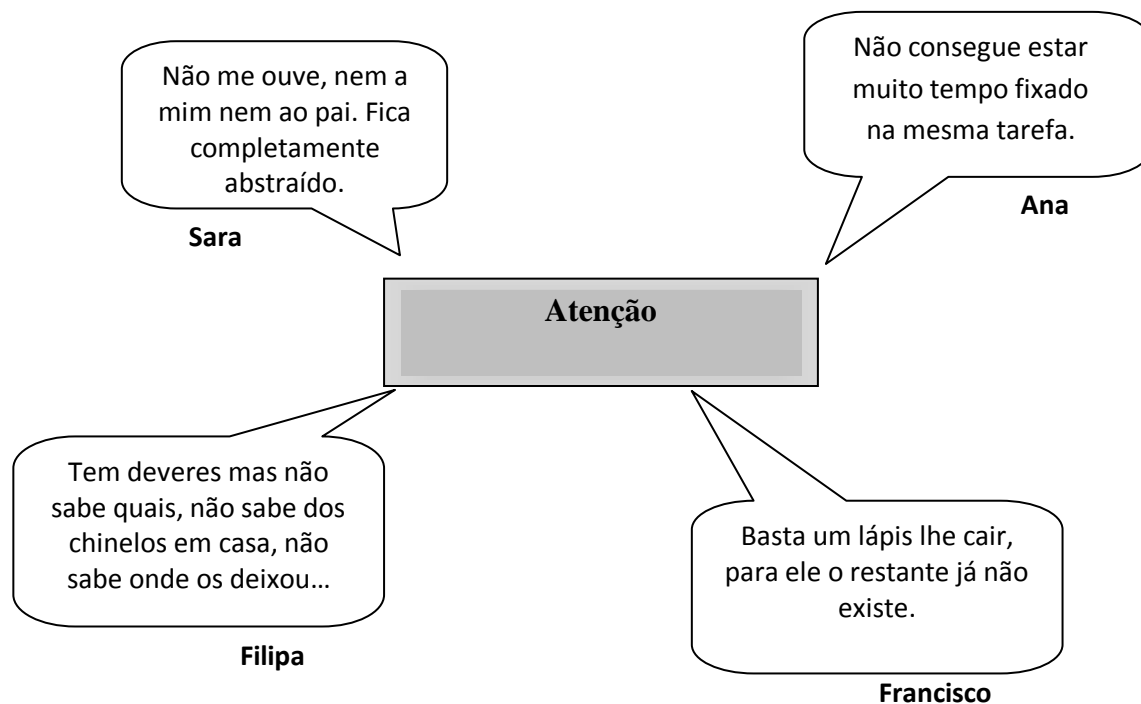 Não me ouve, nem a
mim nem ao pai. Fica
completamente
abstraído.
Sara
Não consegue estar
muito tempo fixado
na mesma tarefa.
Ana
Atenção
Tem deveres mas não
sabe quais, não sabe dos
chinelos em casa, não
sabe onde os deixou…
Filipa
Basta um lápis lhe cair,
para ele o restante já não
existe.
Francisco